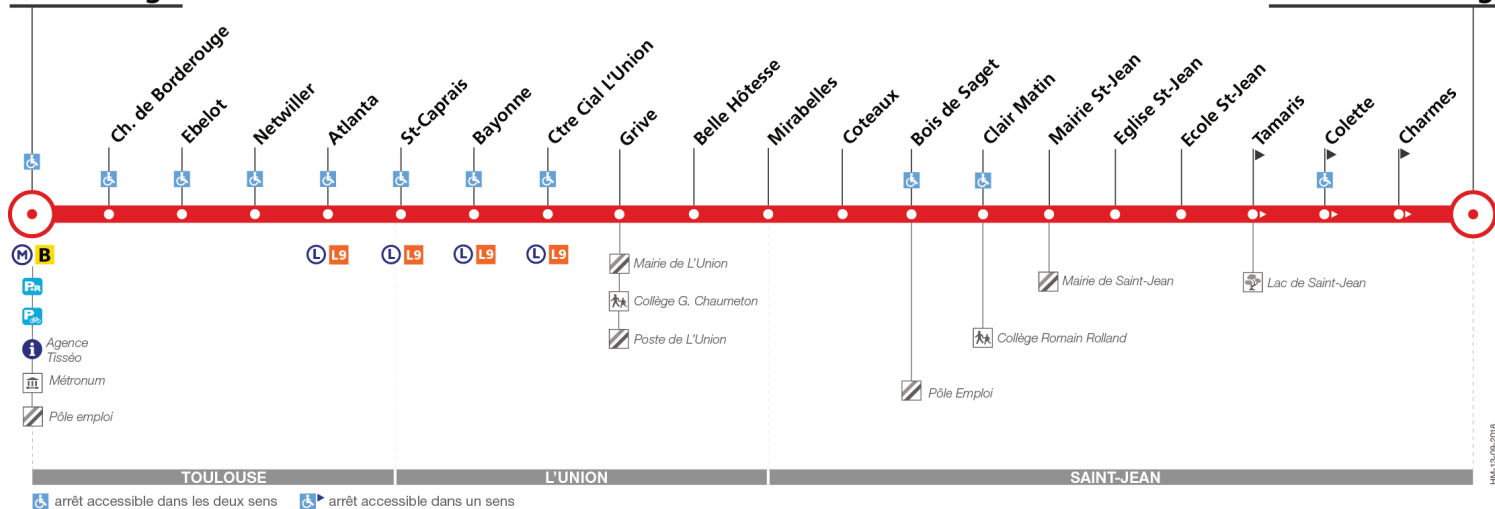 Ch. de Borderouge
Ebelot
Netwiller
Atlanta
St-Caprais
Bayonne
Ctre Cial L'Union
Grive
Belle Hôtesse
Mirabelles
Coteaux
Bois de Saget
Clair Matin
Mairie St-Jean
Eglise St-Jean
Ecole St-Jean
Tamaris
Colette
Charmes
M B
L L9
L L9
L L9
L L9
P+R
P
i Agence
Tisséo
Métronum
Pôle emploi
Mairie de L'Union
Collège G. Chaumeton
Poste de L'Union
Pôle Emploi
Collège Romain Rolland
Mairie de Saint-Jean
Lac de Saint-Jean
HM-13-09-2018
TOULOUSE
L'UNION
SAINT-JEAN
arrêt accessible dans les deux sens
arrêt accessible dans un sens